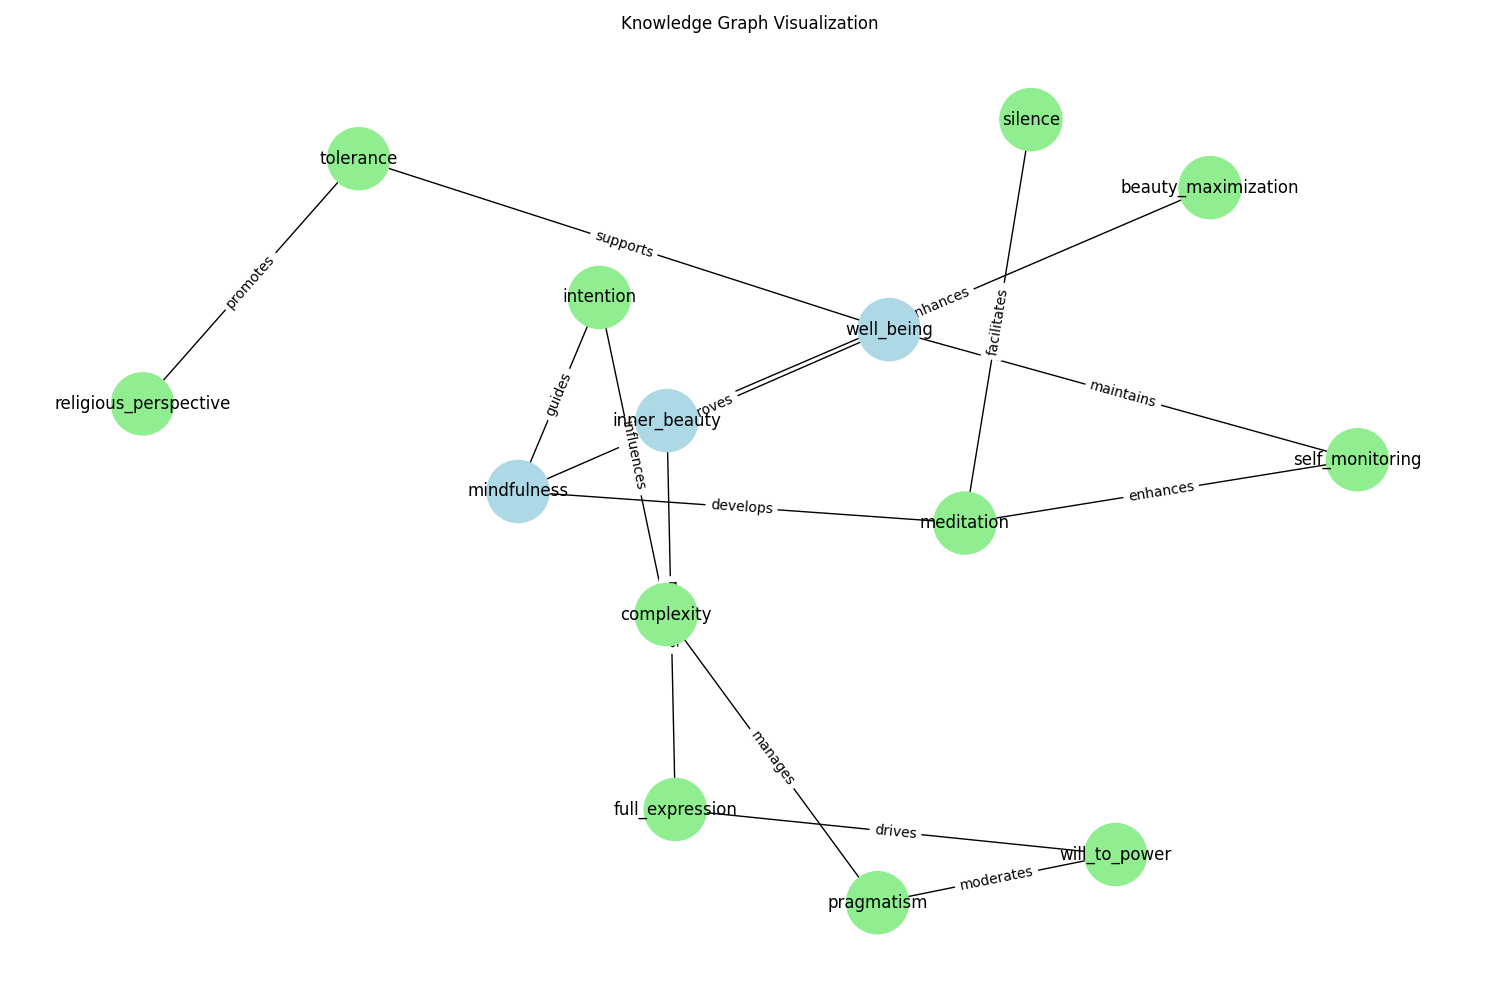 Knowledge Graph Visualization
silence
tolerance
beauty_maximization
supports
promotes
intention
nhances
facilitates
well_being
guides
maintains
religious_perspective
roves
inner_beauty
influences
self_monitoring
mindfulness
enhances
develops
meditation
complexity
manages
full_expression
drives
will_to_power
moderates
pragmatism